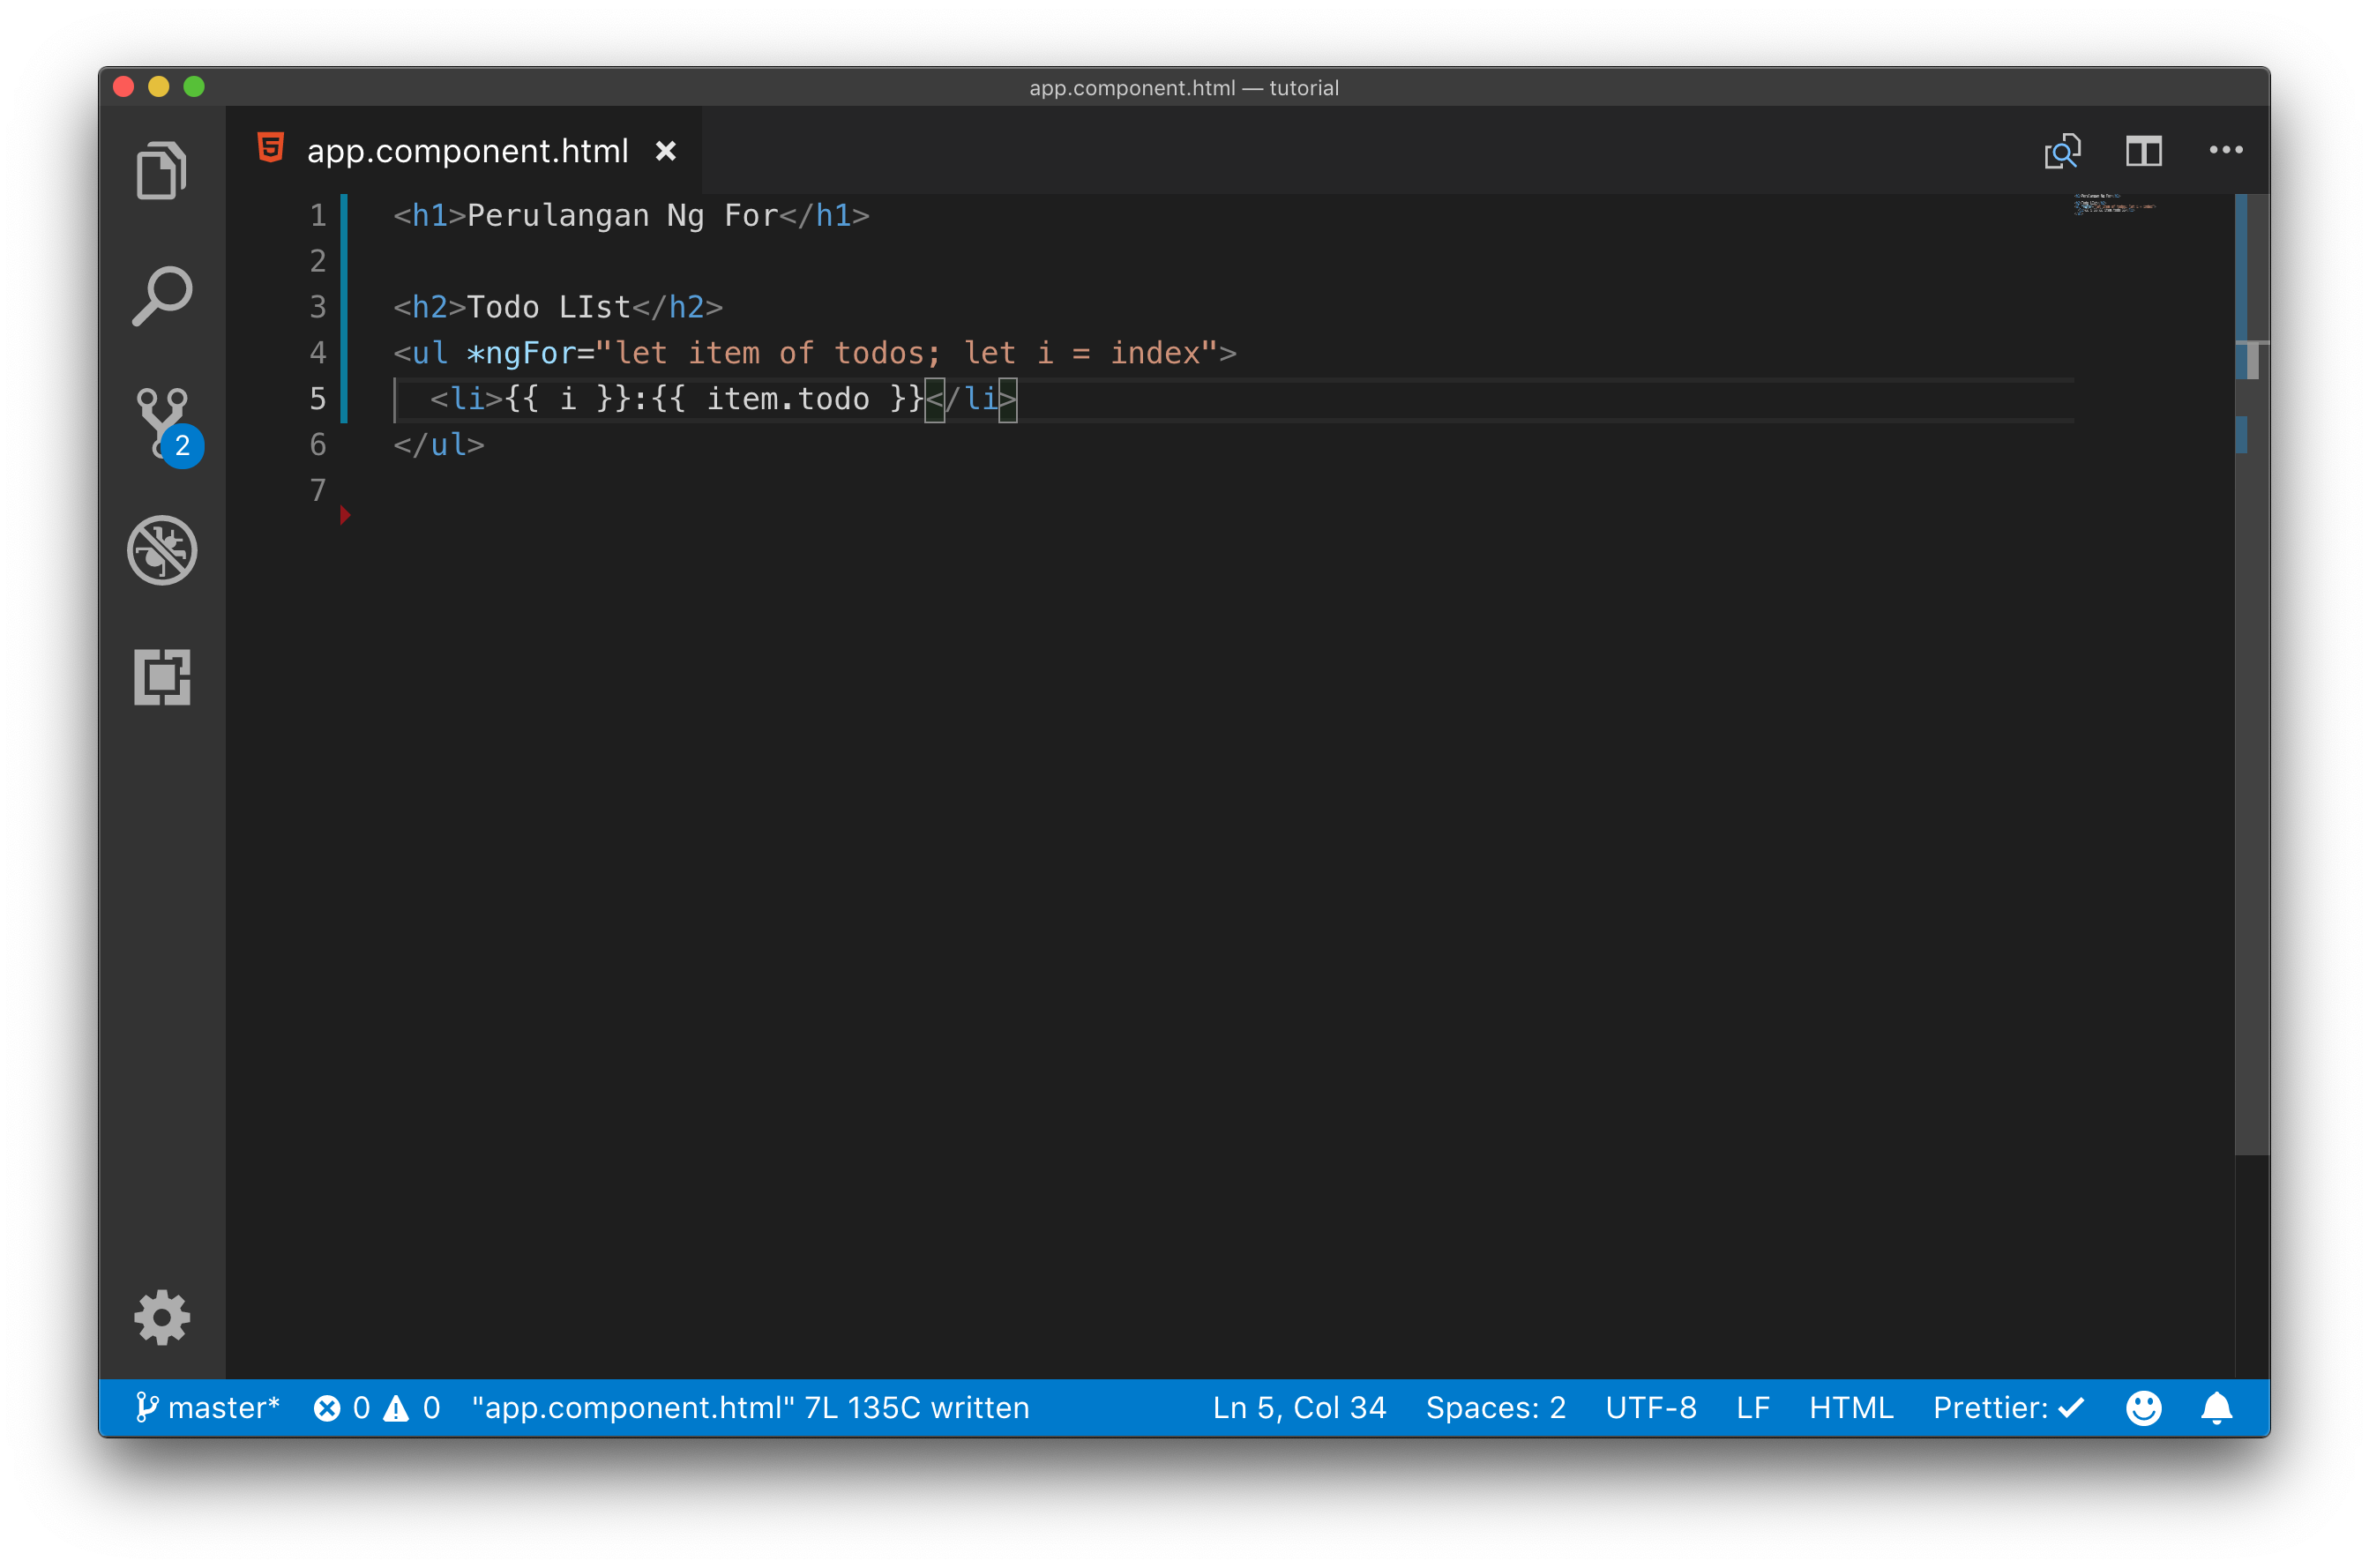 app.component.html — tutorial
app.component.html
1 <h1>Perulangan Ng For</h1>
2
3 <h2>Todo LIst</h2>
4 <ul *ngFor="let item of todos; let i = index">
5   <li>{{ i }}:{{ item.todo }}</li>
6 </ul>
7
2
master* 0 0 "app.component.html" 7L 135C written Ln 5, Col 34 Spaces: 2 UTF-8 LF HTML Prettier: ✓